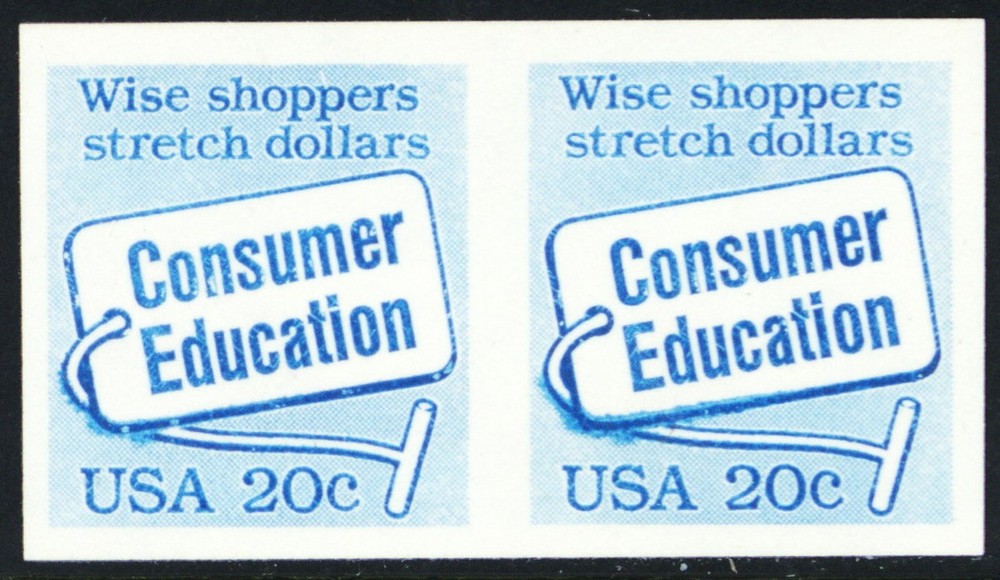 Wise shoppers
stretch dollars
Consumer
Education
USA 20c
Wise shoppers
stretch dollars
Consumer
Education
USA 20c